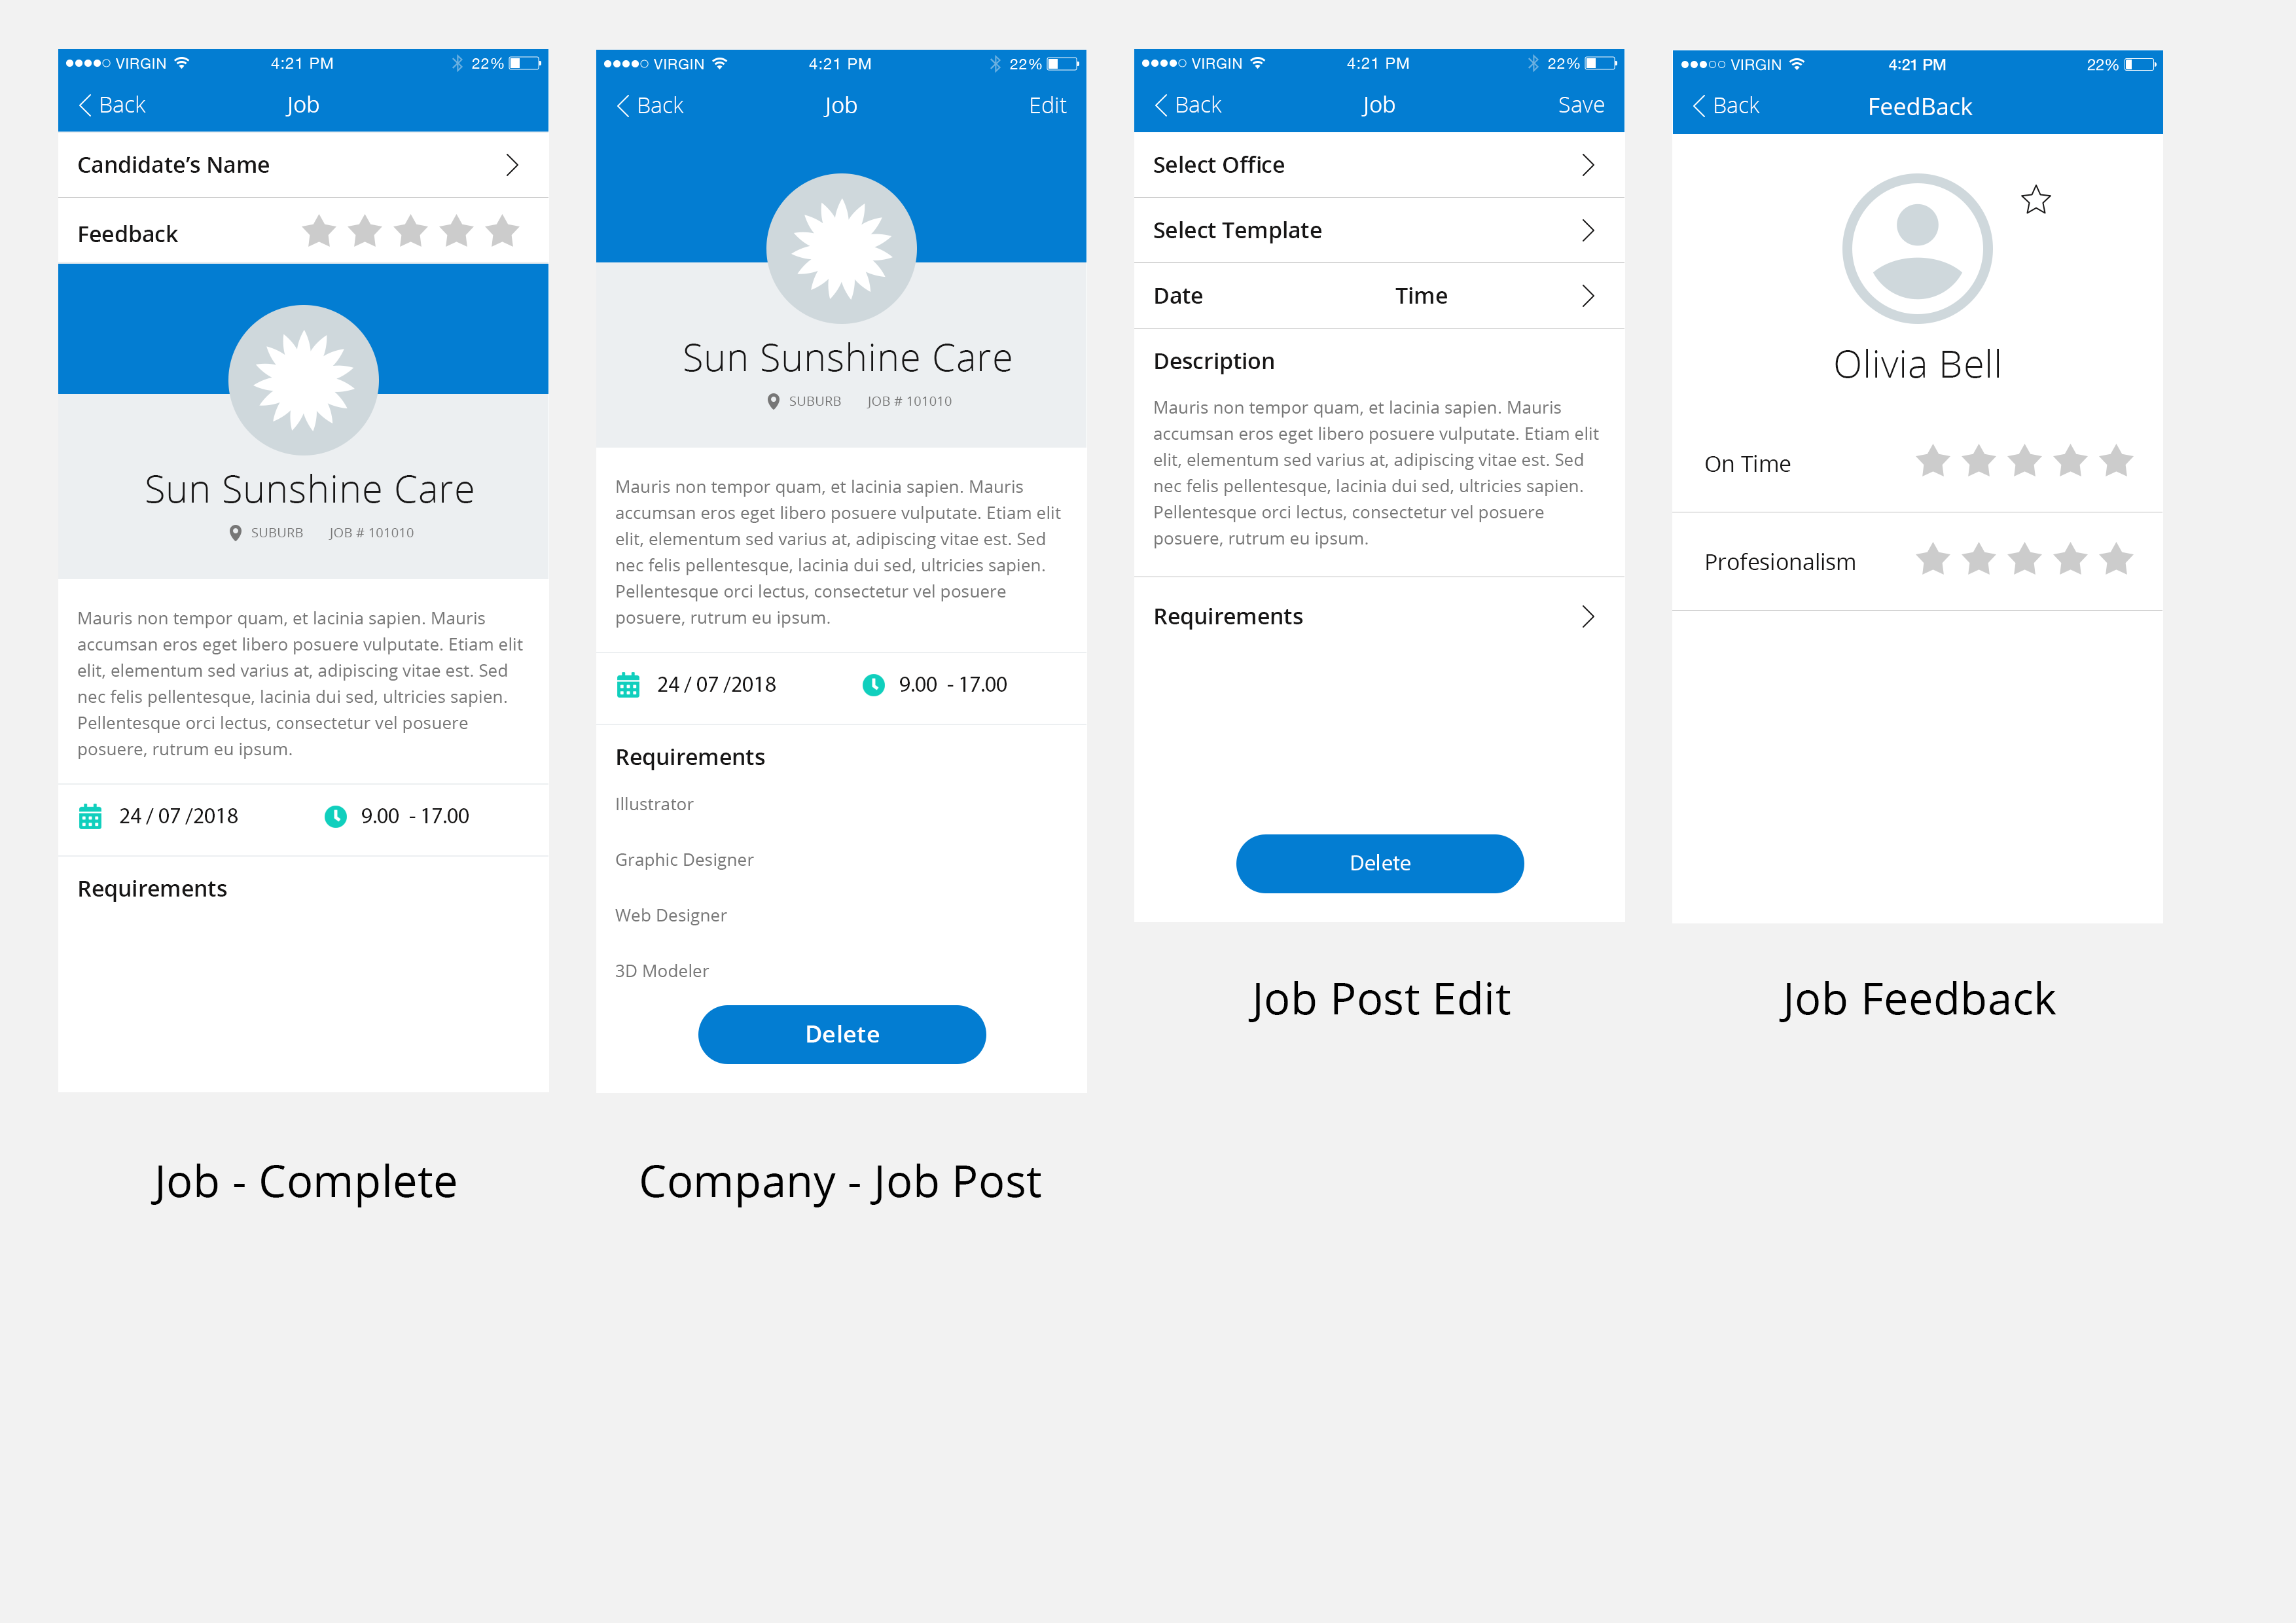 VIRGIN 4:21 PM 22%
Back Job
Candidate's Name
Feedback
Sun Sunshine Care
SUBURB JOB # 101010
Mauris non tempor quam, et lacinia sapien. Mauris
accumsan eros eget libero posuere vulputate. Etiam elit
elit, elementum sed varius at, adipiscing vitae est. Sed
nec felis pellentesque, lacinia dui sed, ultricies sapien.
Pellentesque orci lectus, consectetur vel posuere
posuere, rutrum eu ipsum.
24 / 07 /2018 9.00 - 17.00
Requirements
Job - Complete
VIRGIN 4:21 PM 22%
Back Job Edit
Sun Sunshine Care
SUBURB JOB # 101010
Mauris non tempor quam, et lacinia sapien. Mauris
accumsan eros eget libero posuere vulputate. Etiam elit
elit, elementum sed varius at, adipiscing vitae est. Sed
nec felis pellentesque, lacinia dui sed, ultricies sapien.
Pellentesque orci lectus, consectetur vel posuere
posuere, rutrum eu ipsum.
24 / 07 /2018 9.00 - 17.00
Requirements
Illustrator
Graphic Designer
Web Designer
3D Modeler
Delete
Company - Job Post
VIRGIN 4:21 PM 22%
Back Job Save
Select Office
Select Template
Date Time
Description
Mauris non tempor quam, et lacinia sapien. Mauris
accumsan eros eget libero posuere vulputate. Etiam elit
elit, elementum sed varius at, adipiscing vitae est. Sed
nec felis pellentesque, lacinia dui sed, ultricies sapien.
Pellentesque orci lectus, consectetur vel posuere
posuere, rutrum eu ipsum.
Requirements
Delete
Job Post Edit
VIRGIN 4:21 PM 22%
Back FeedBack
Olivia Bell
On Time
Profesionalism
Job Feedback